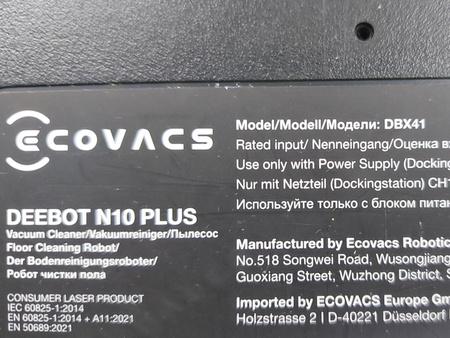 ECOVACS
DEEBOT N10 PLUS
Vacuum Cleaner/Vakuumreiniger/Пылесос
Floor Cleaning Robot/
Der Bodenreinigungsroboter/
Робот чистки пола
CONSUMER LASER PRODUCT
IEC 60825-1:2014
EN 60825-1:2014 + A11:2021
EN 50689:2021
Model/Modell/Модели: DBX41
Rated input/ Nenneingang/Оценка
Use only with Power Supply (Docking
Nur mit Netzteil (Dockingstation) CH
Используйте только с блоком питан
Manufactured by Ecovacs Robotic
No.518 Songwei Road, Wusongjiang
Guoxiang Street, Wuzhong District, S
Imported by ECOVACS Europe Gm
Holzstrasse 2 I D-40221 Düsseldorf